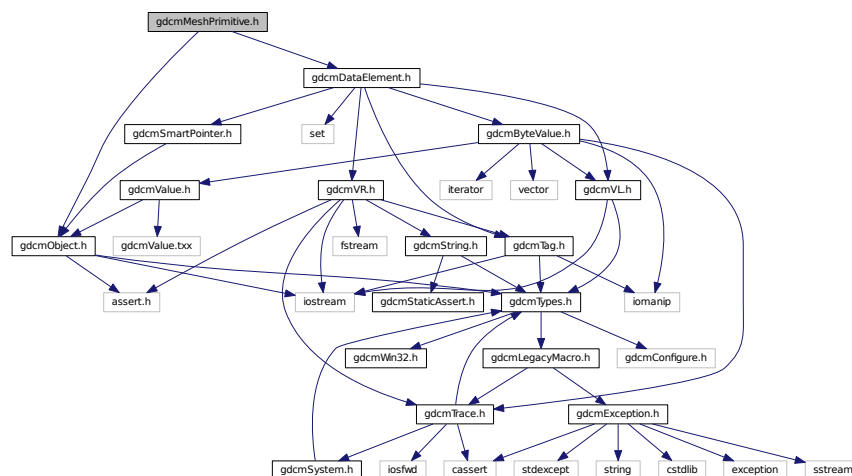 gdcmMeshPrimitive.h
gdcmDataElement.h
gdcmSmartPointer.h
set
gdcmByteValue.h
gdcmValue.h
gdcmVR.h
iterator
vector
gdcmVL.h
gdcmObject.h
gdcmValue.txx
fstream
gdcmString.h
gdcmTag.h
assert.h
iostream
gdcmStaticAssert.h
gdcmTypes.h
iomanip
gdcmWin32.h
gdcmLegacyMacro.h
gdcmConfigure.h
gdcmTrace.h
gdcmException.h
gdcmSystem.h
iosfwd
cassert
stdexcept
string
cstdlib
exception
sstream